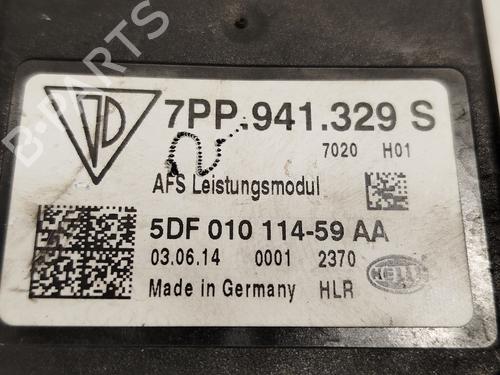 B-PARTS
7PP.941.329 S
7020 H01
AFS Leistungsmodul
5DF 010 114-59 AA
03.06.14 0001 2370
HELLA
Made in Germany HLR